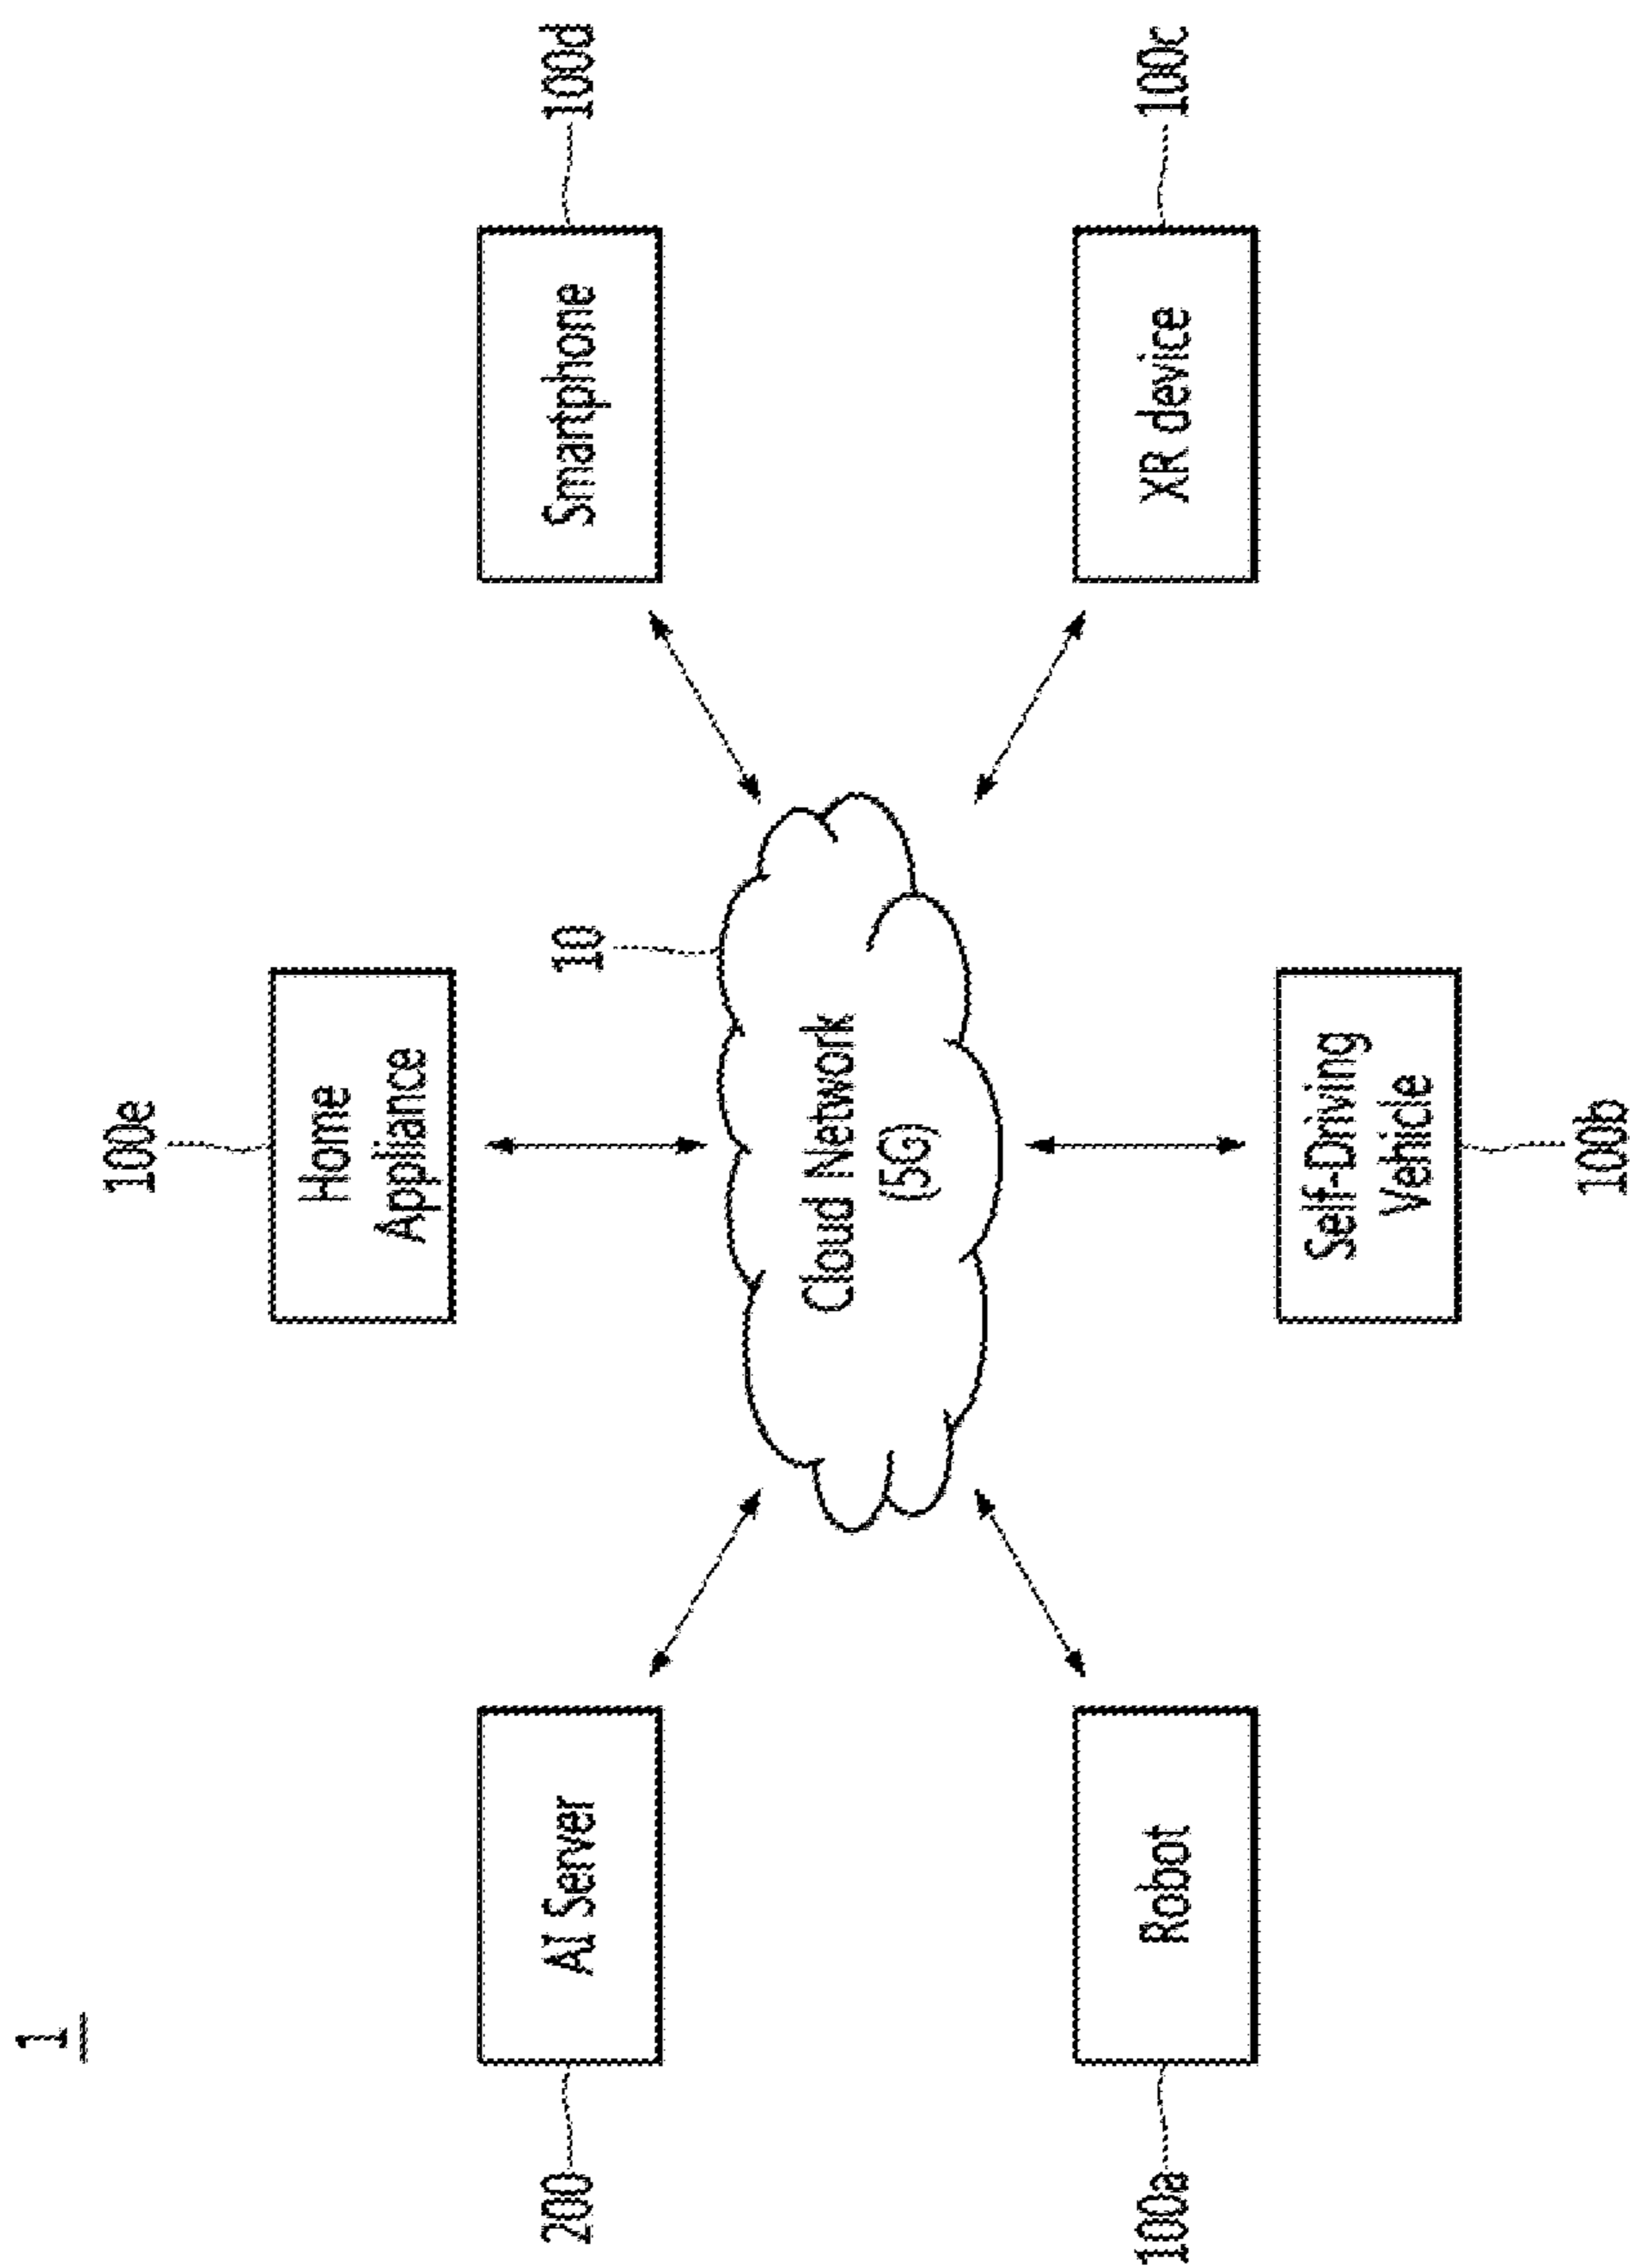 1
100e
Home
Appliance
200
AI Server
10
Smartphone
100d
Cloud Network
(5G)
100a
Robot
Self-Driving
Vehicle
100b
XR device
100c